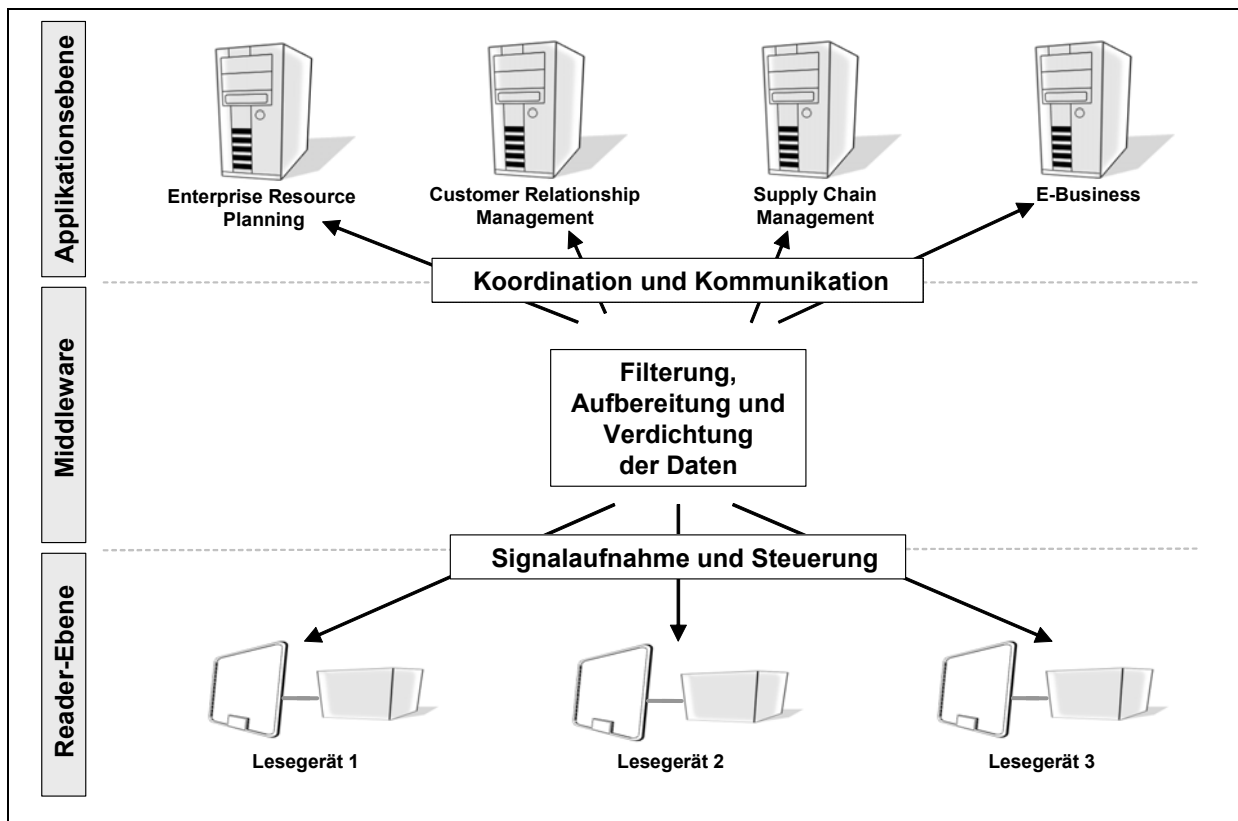 Applikationsebene
Enterprise Resource
Planning
Customer Relationship
Management
Supply Chain
Management
E-Business
Koordination und Kommunikation
Middleware
Filterung,
Aufbereitung und
Verdichtung
der Daten
Signalaufnahme und Steuerung
Reader-Ebene
Lesegerät 1
Lesegerät 2
Lesegerät 3